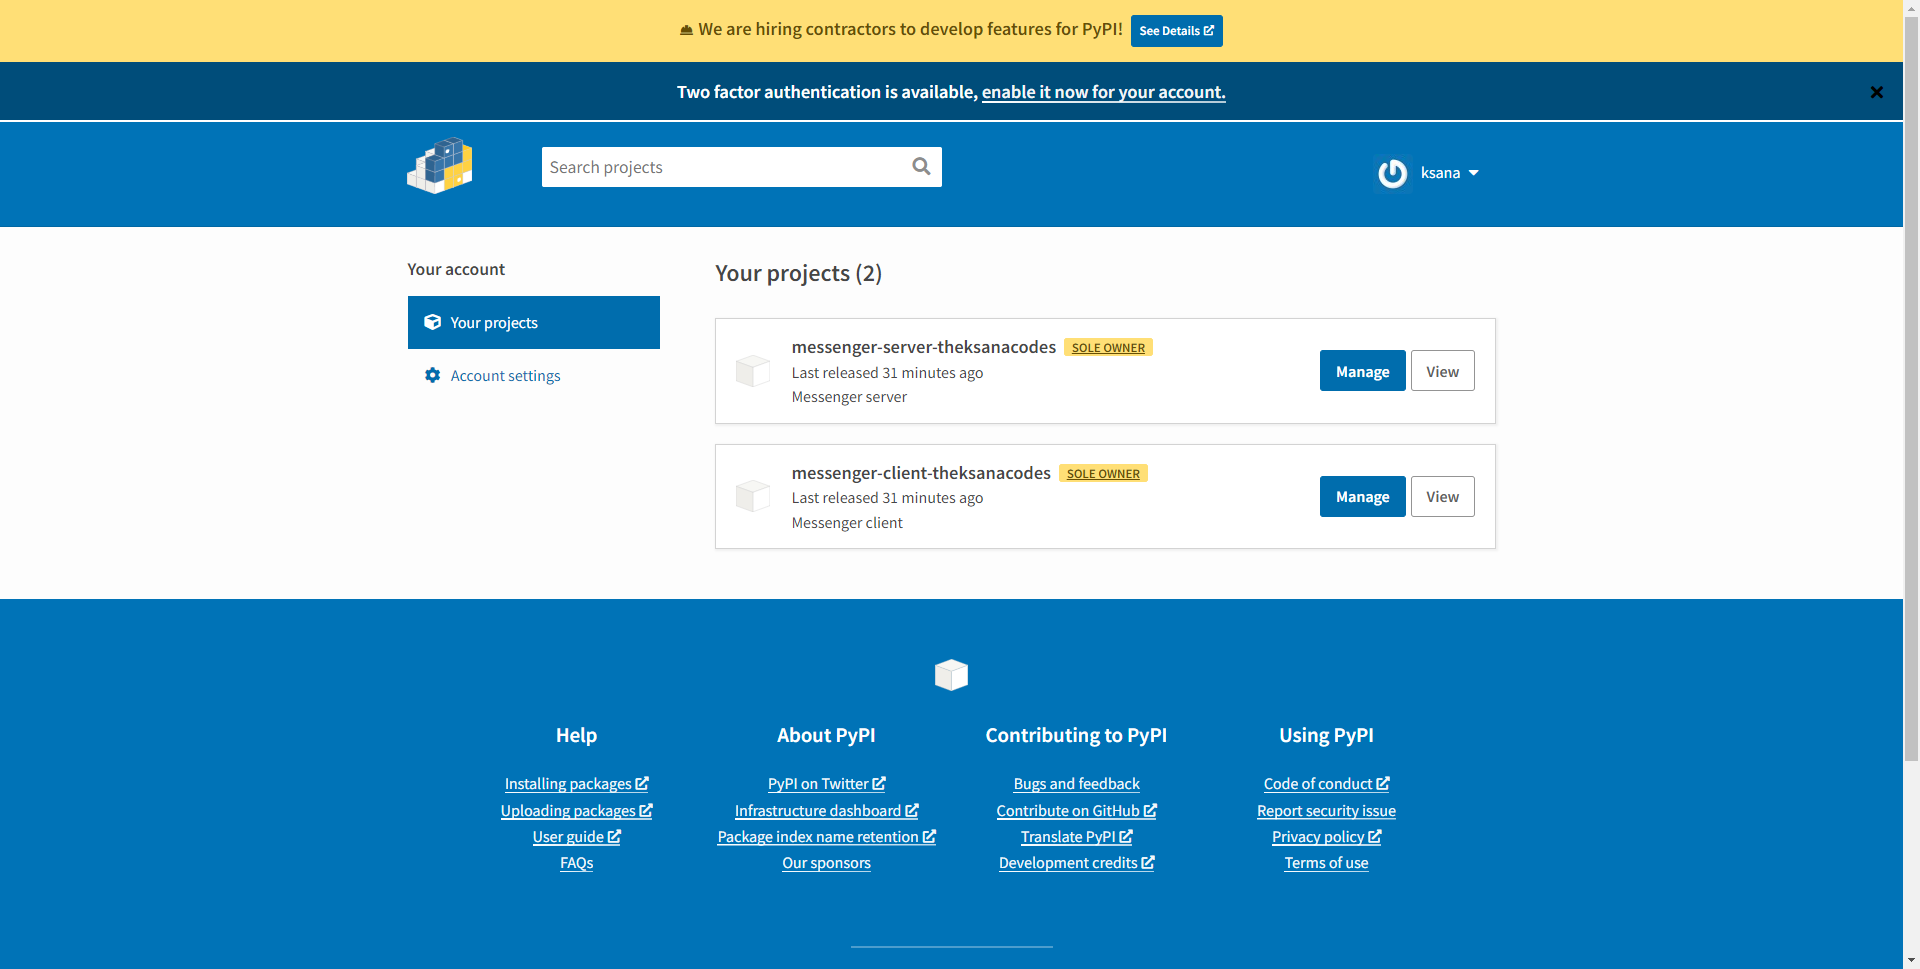 We are hiring contractors to develop features for PyPI! See Details
Two factor authentication is available, enable it now for your account.
Search projects
ksana
Your account
Your projects
Account settings
Your projects (2)
messenger-server-theksanacodes SOLE OWNER
Last released 31 minutes ago
Messenger server
Manage View
messenger-client-theksanacodes SOLE OWNER
Last released 31 minutes ago
Messenger client
Manage View
Help
Installing packages
Uploading packages
User guide
FAQs
About PyPI
PyPI on Twitter
Infrastructure dashboard
Package index name retention
Our sponsors
Contributing to PyPI
Bugs and feedback
Contribute on GitHub
Translate PyPI
Development credits
Using PyPI
Code of conduct
Report security issue
Privacy policy
Terms of use